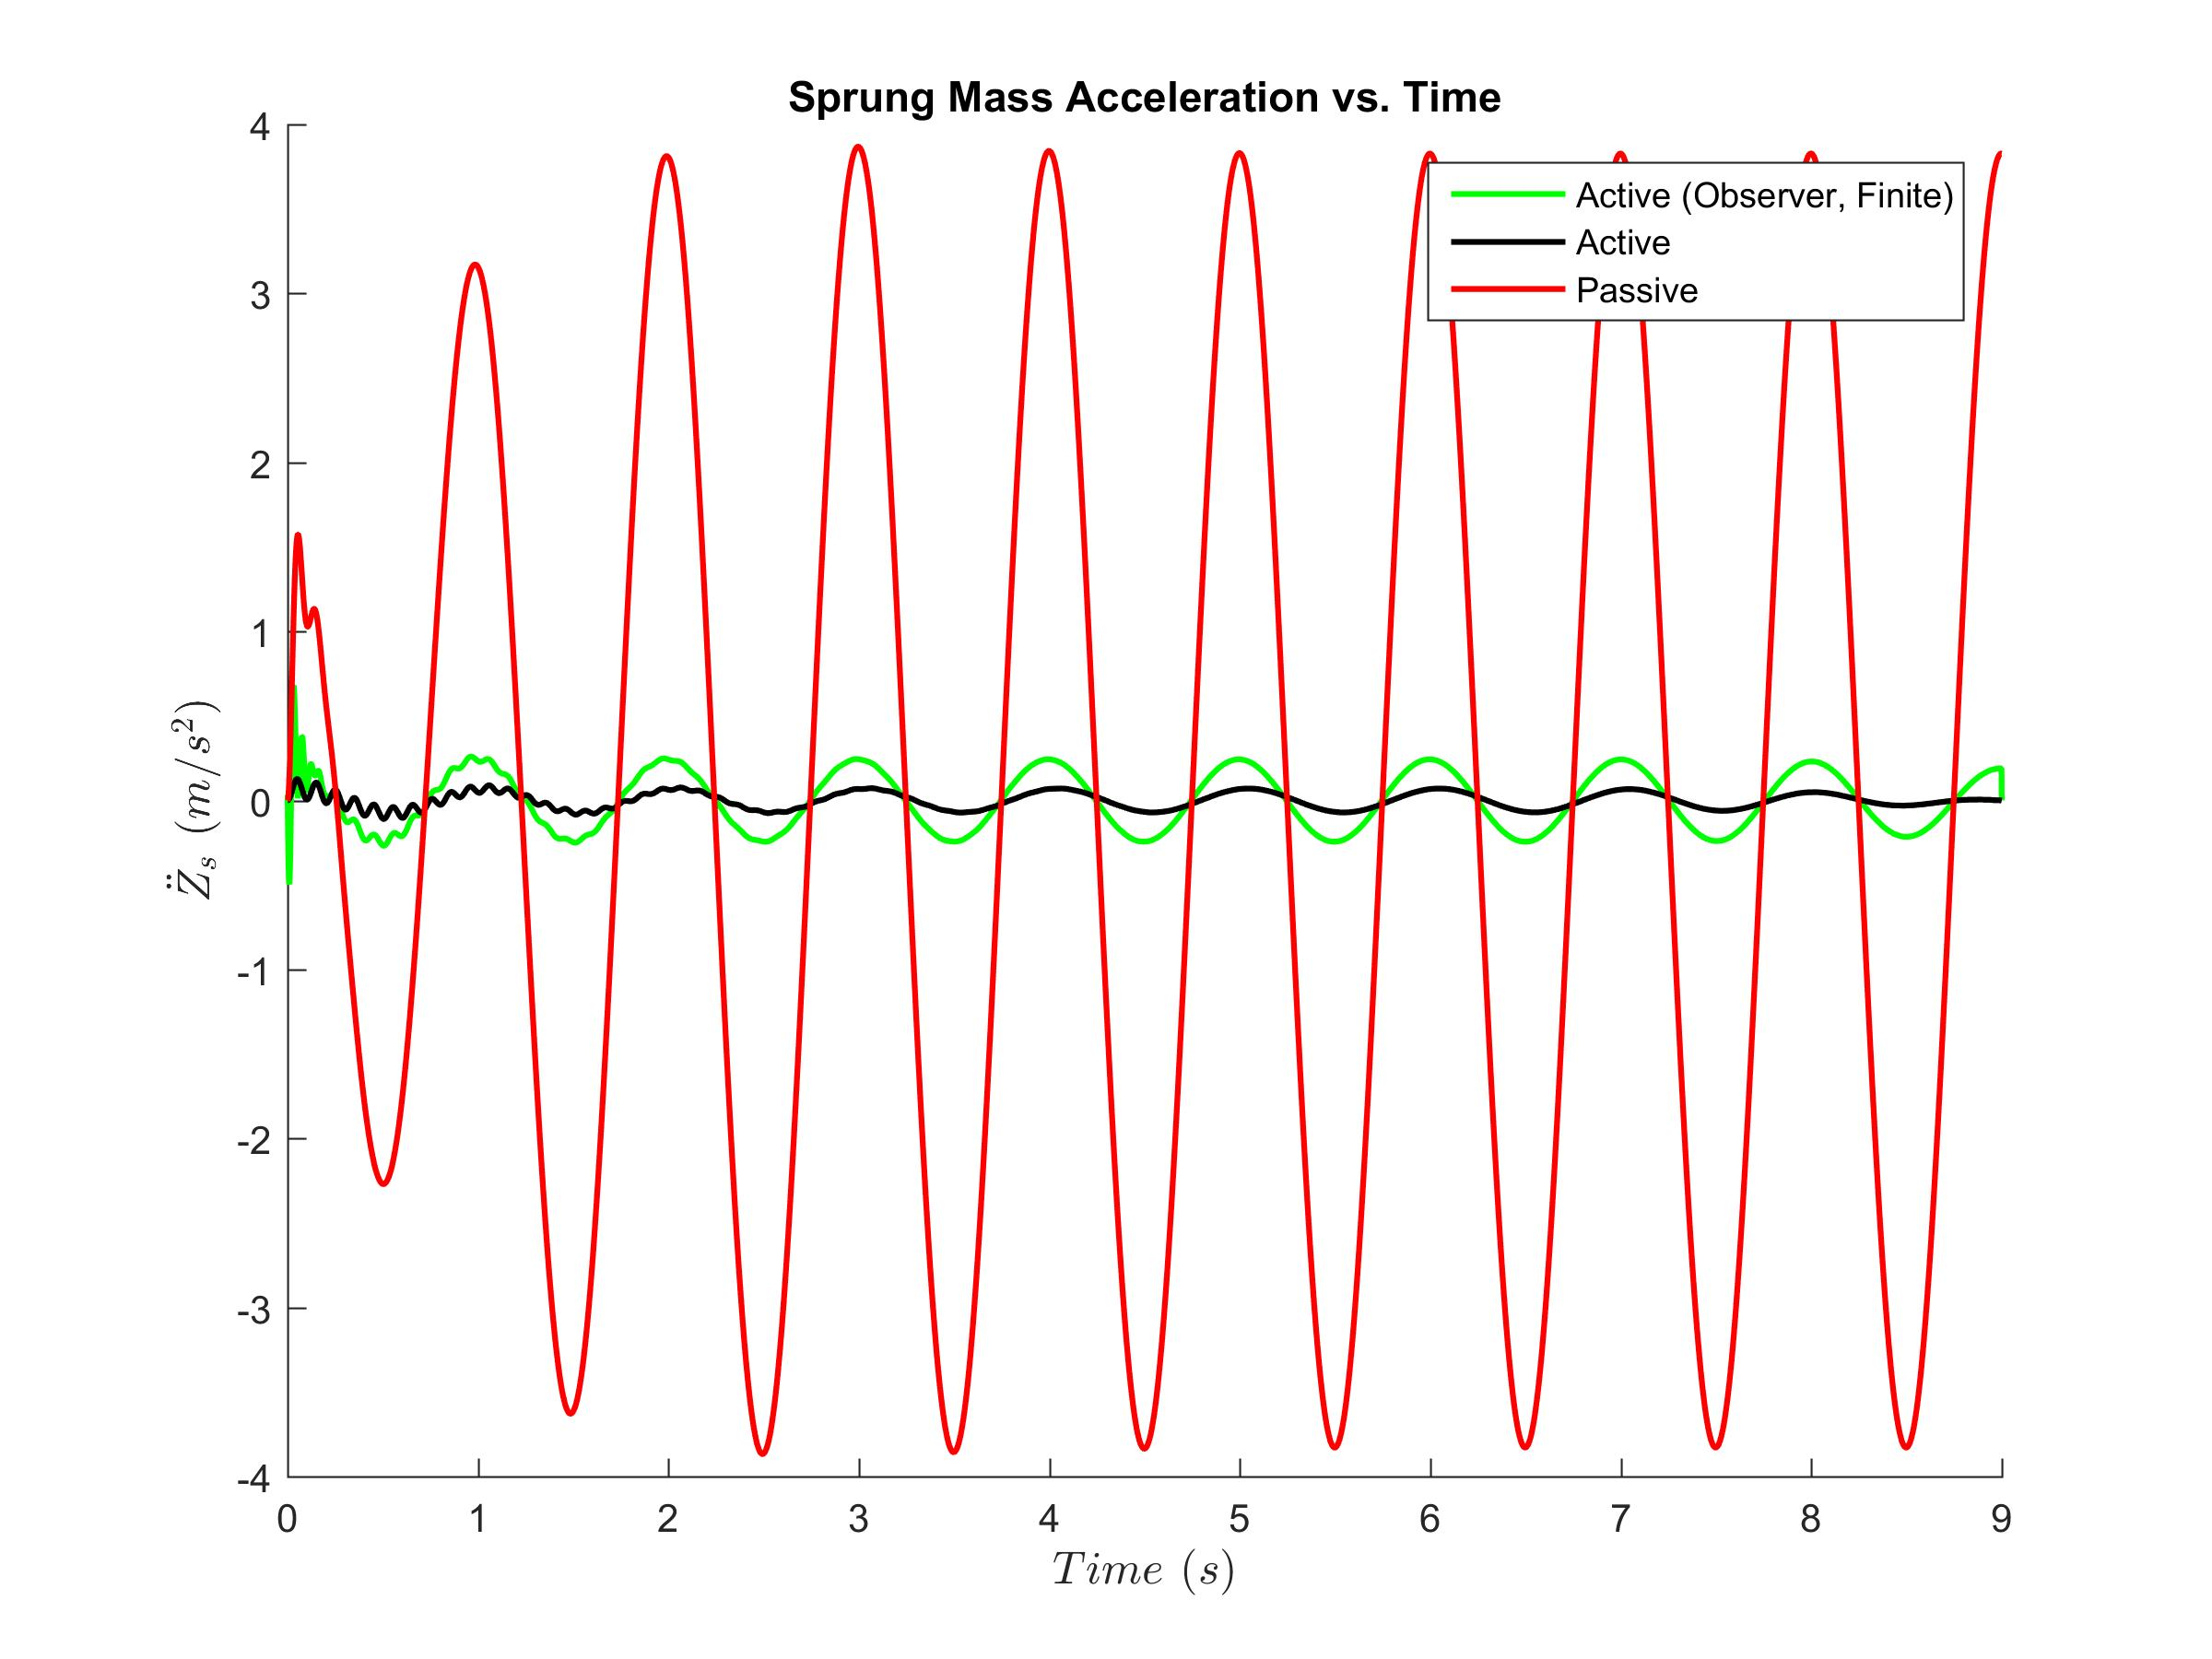 Sprung Mass Acceleration vs. Time
4
3
2
1
0
-1
-2
-3
-4
Z̈ₛ (m/s²)
Active (Observer, Finite)
Active
Passive
0 1 2 3 4 5 6 7 8 9
Time (s)